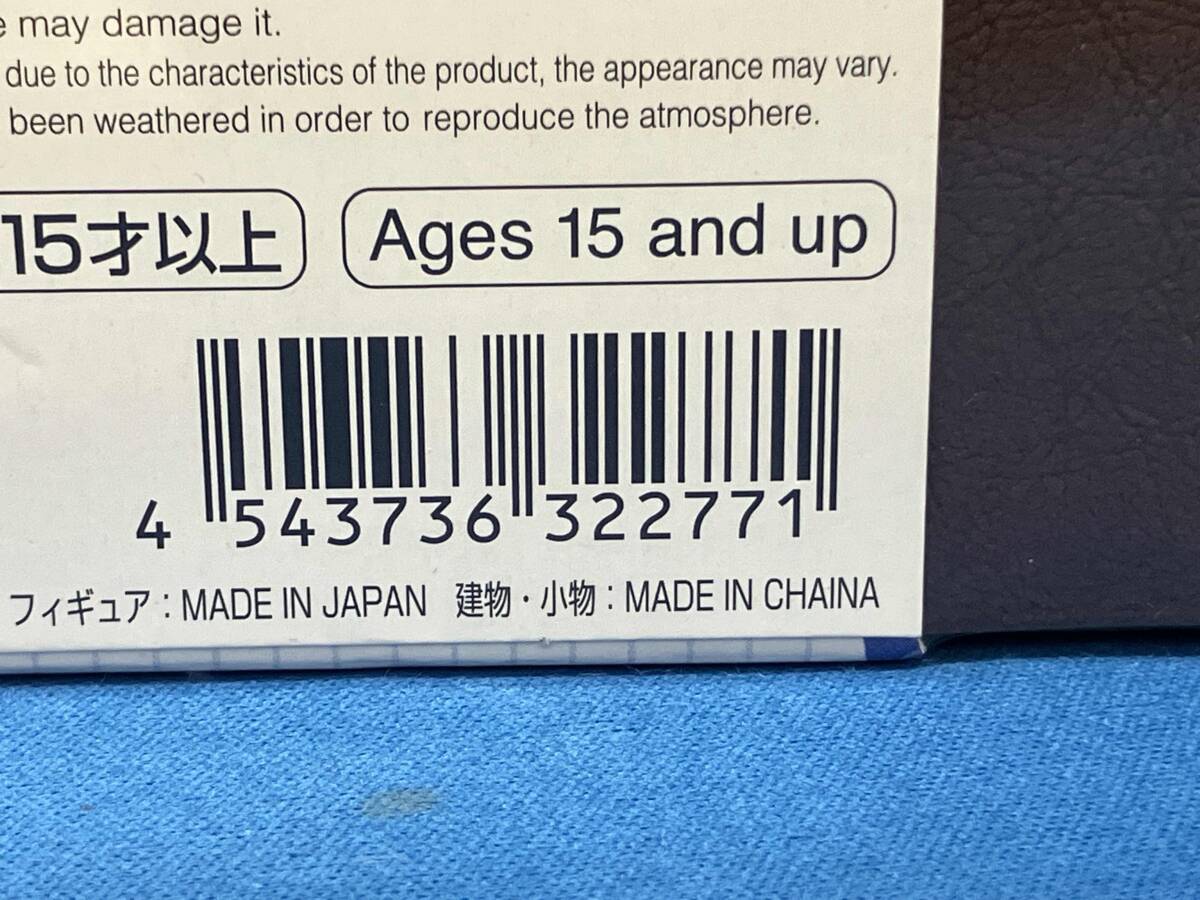 may damage it.
due to the characteristics of the product, the appearance may vary.
been weathered in order to reproduce the atmosphere.
15才以上 Ages 15 and up
4 543736 322771
フィギュア : MADE IN JAPAN 建物・小物 : MADE IN CHAINA